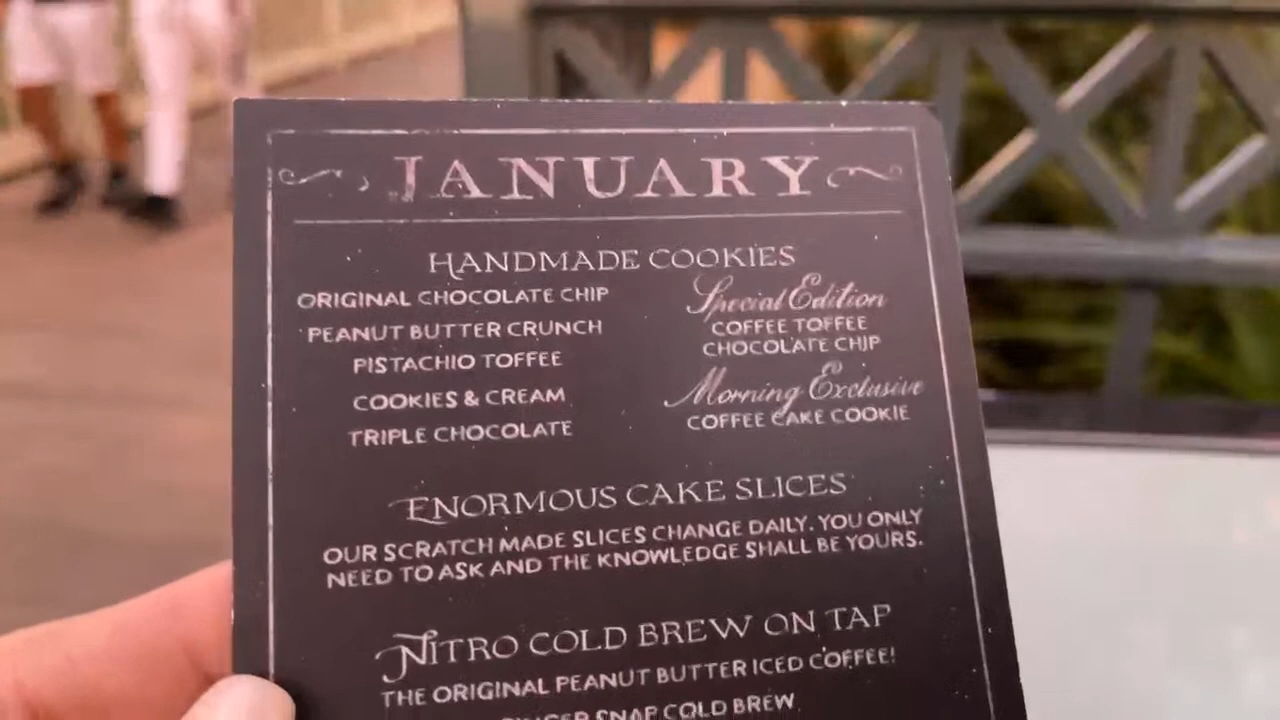 JANUARY
HANDMADE COOKIES
ORIGINAL CHOCOLATE CHIP
PEANUT BUTTER CRUNCH
PISTACHIO TOFFEE
COOKIES & CREAM
TRIPLE CHOCOLATE
Special Edition
COFFEE TOFFEE
CHOCOLATE CHIP
Morning Exclusive
COFFEE CAKE COOKIE
ENORMOUS CAKE SLICES
OUR SCRATCH MADE SLICES CHANGE DAILY. YOU ONLY
NEED TO ASK AND THE KNOWLEDGE SHALL BE YOURS.
NITRO COLD BREW ON TAP
THE ORIGINAL PEANUT BUTTER ICED COFFEE!
GINGER SNAP COLD BREW